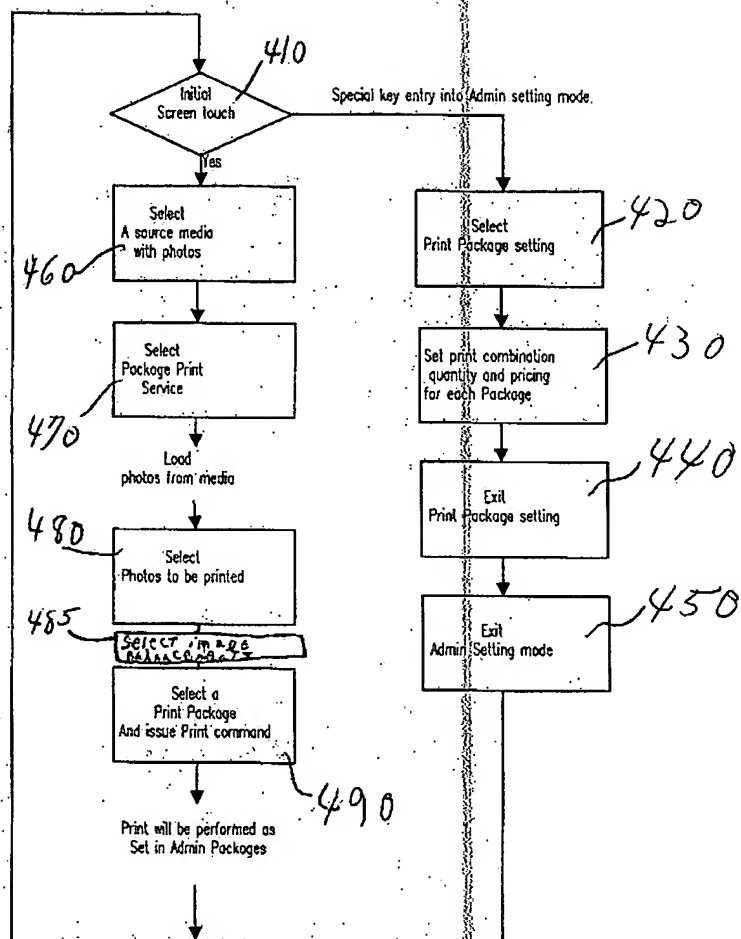 410
Initial
Screen touch
Special key entry into Admin setting mode.
Yes
Select
A source media
with photos
460
Select
Print Package setting
420
Select
Package Print
Service
470
Set print combination
quantity and pricing
for each Package
430
Load
photos from media
Exit
Print Package setting
440
480
Select
Photos to be printed
485
Select image
Exit
Admin Setting mode
450
Select a
Print Package
And issue Print command
490
Print will be performed as
Set in Admin Packages